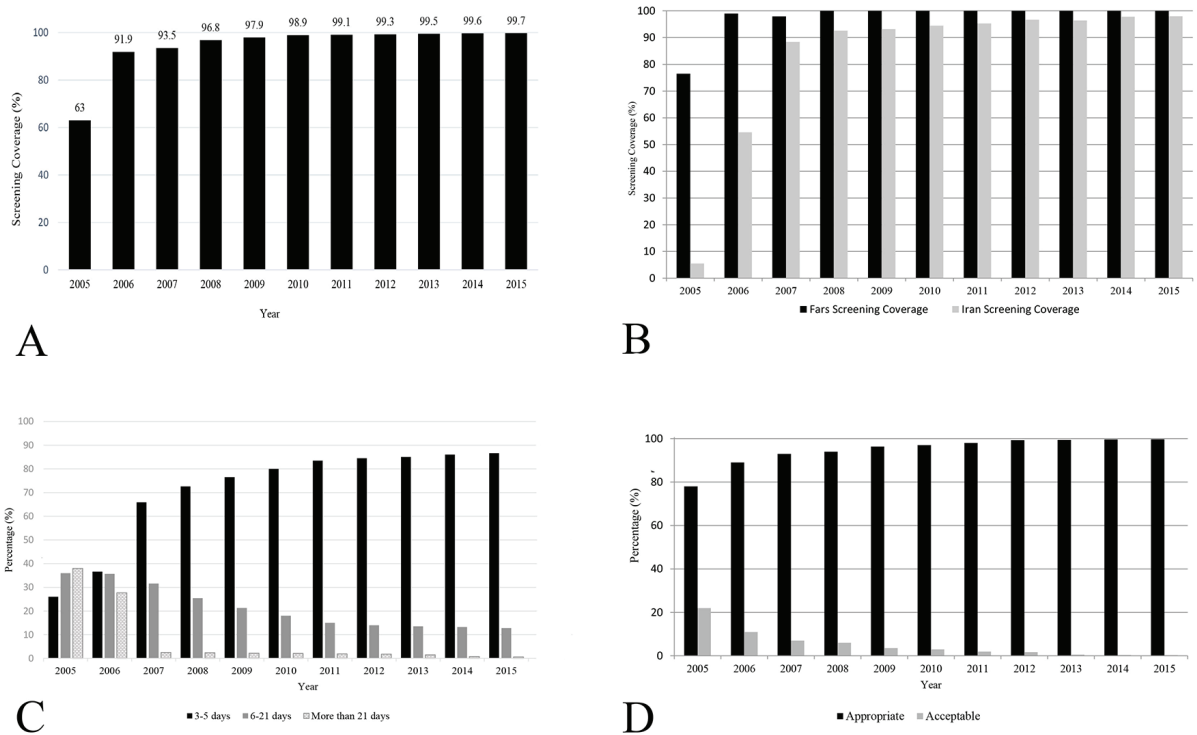 63 91.9 93.5 96.8 97.9 98.9 99.1 99.3 99.5 99.6 99.7
Screening Coverage (%)
100
80
60
40
20
0
2005 2006 2007 2008 2009 2010 2011 2012 2013 2014 2015
Year
A
Screening Coverage (%)
100
90
80
70
60
50
40
30
20
10
0
2005 2006 2007 2008 2009 2010 2011 2012 2013 2014 2015
Fars Screening Coverage Iran Screening Coverage
B
Percentage (%)
100
90
80
70
60
50
40
30
20
10
0
2005 2006 2007 2008 2009 2010 2011 2012 2013 2014 2015
Year
3-5 days 6-21 days More than 21 days
C
Percentage (%)
100
80
60
40
20
0
2005 2006 2007 2008 2009 2010 2011 2012 2013 2014 2015
Year
Appropriate Acceptable
D